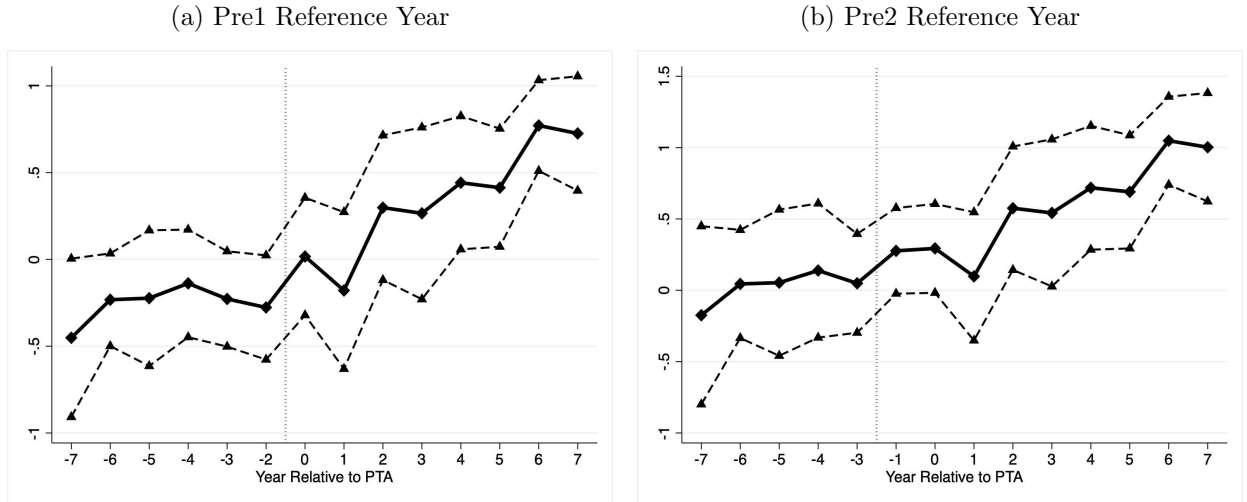 (a) Pre1 Reference Year
(b) Pre2 Reference Year
1
.5
0
-.5
-1
-7 -6 -5 -4 -3 -2 0 1 2 3 4 5 6 7
Year Relative to PTA
1.5
1
.5
0
-.5
-1
-7 -6 -5 -4 -3 -1 0 1 2 3 4 5 6 7
Year Relative to PTA